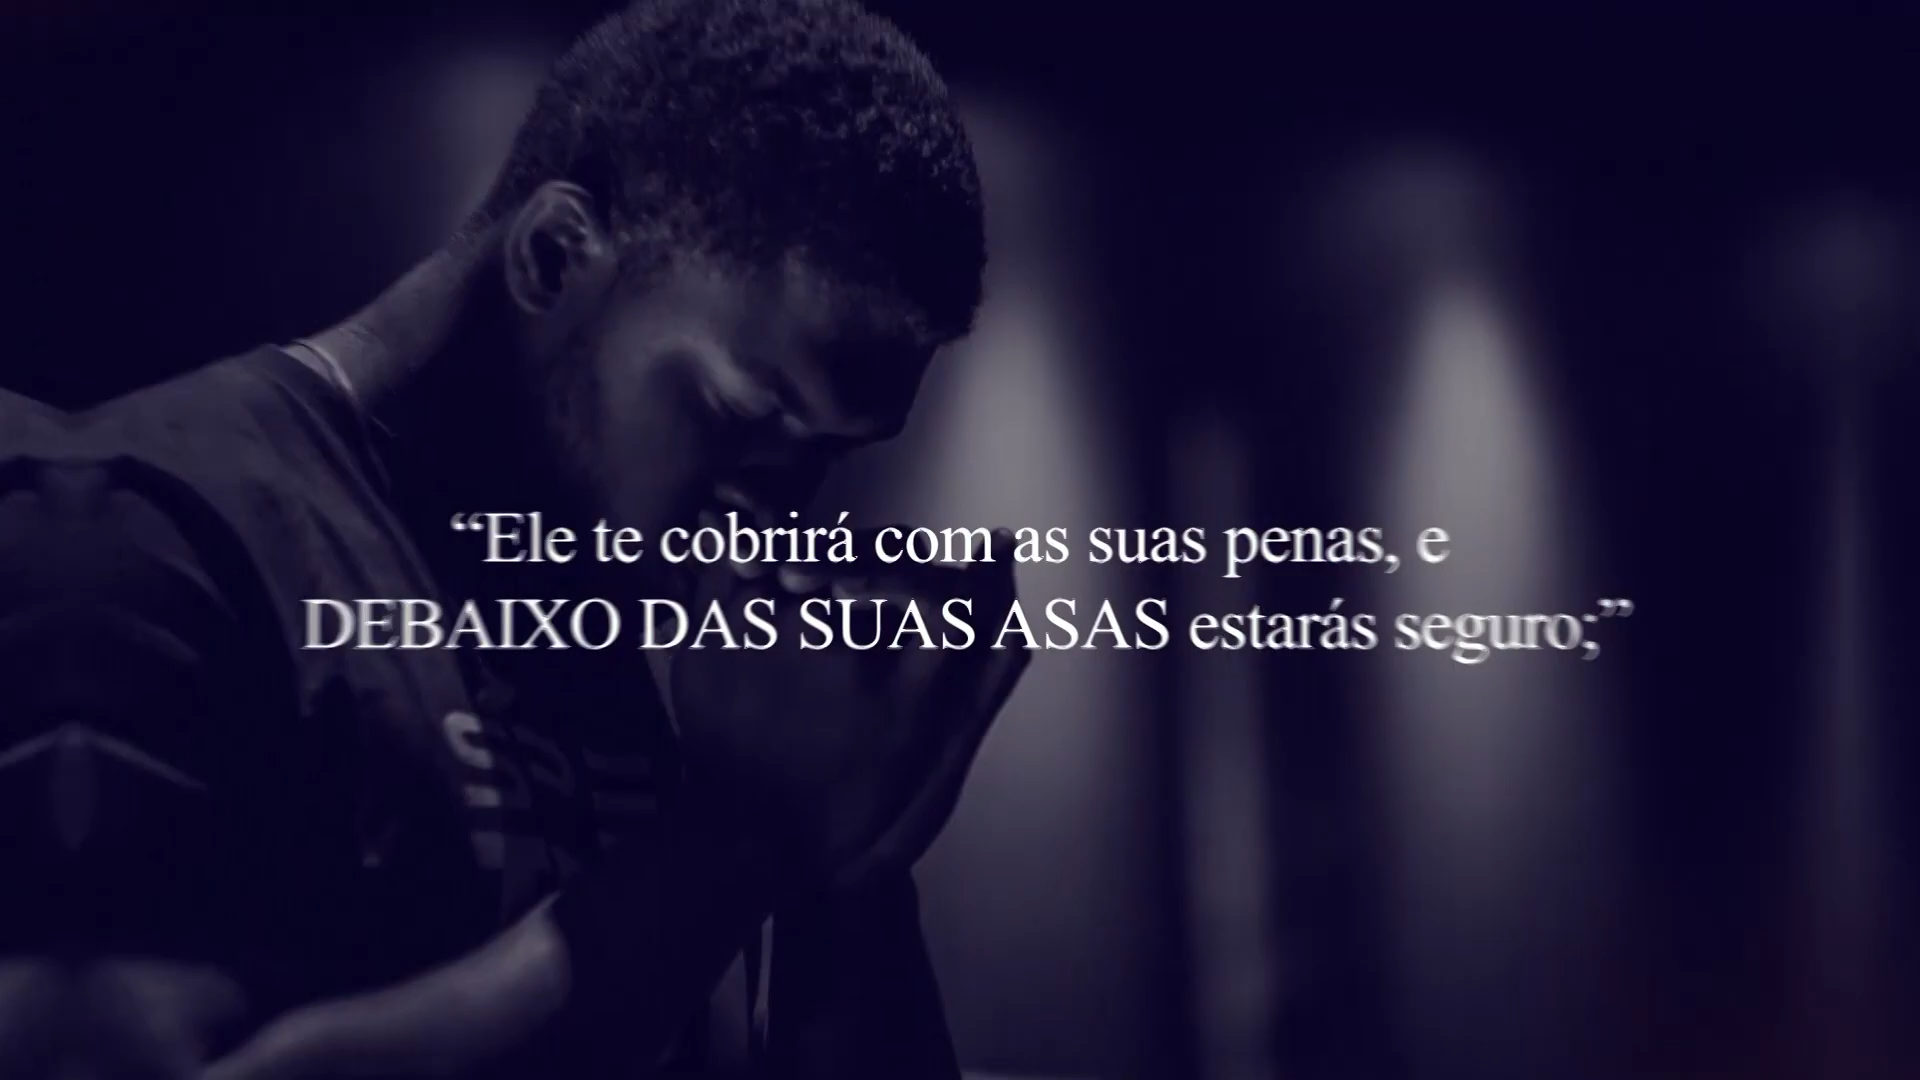 “Ele te cobrirá com as suas penas, e
DEBAIXO DAS SUAS ASAS estarás seguro;”